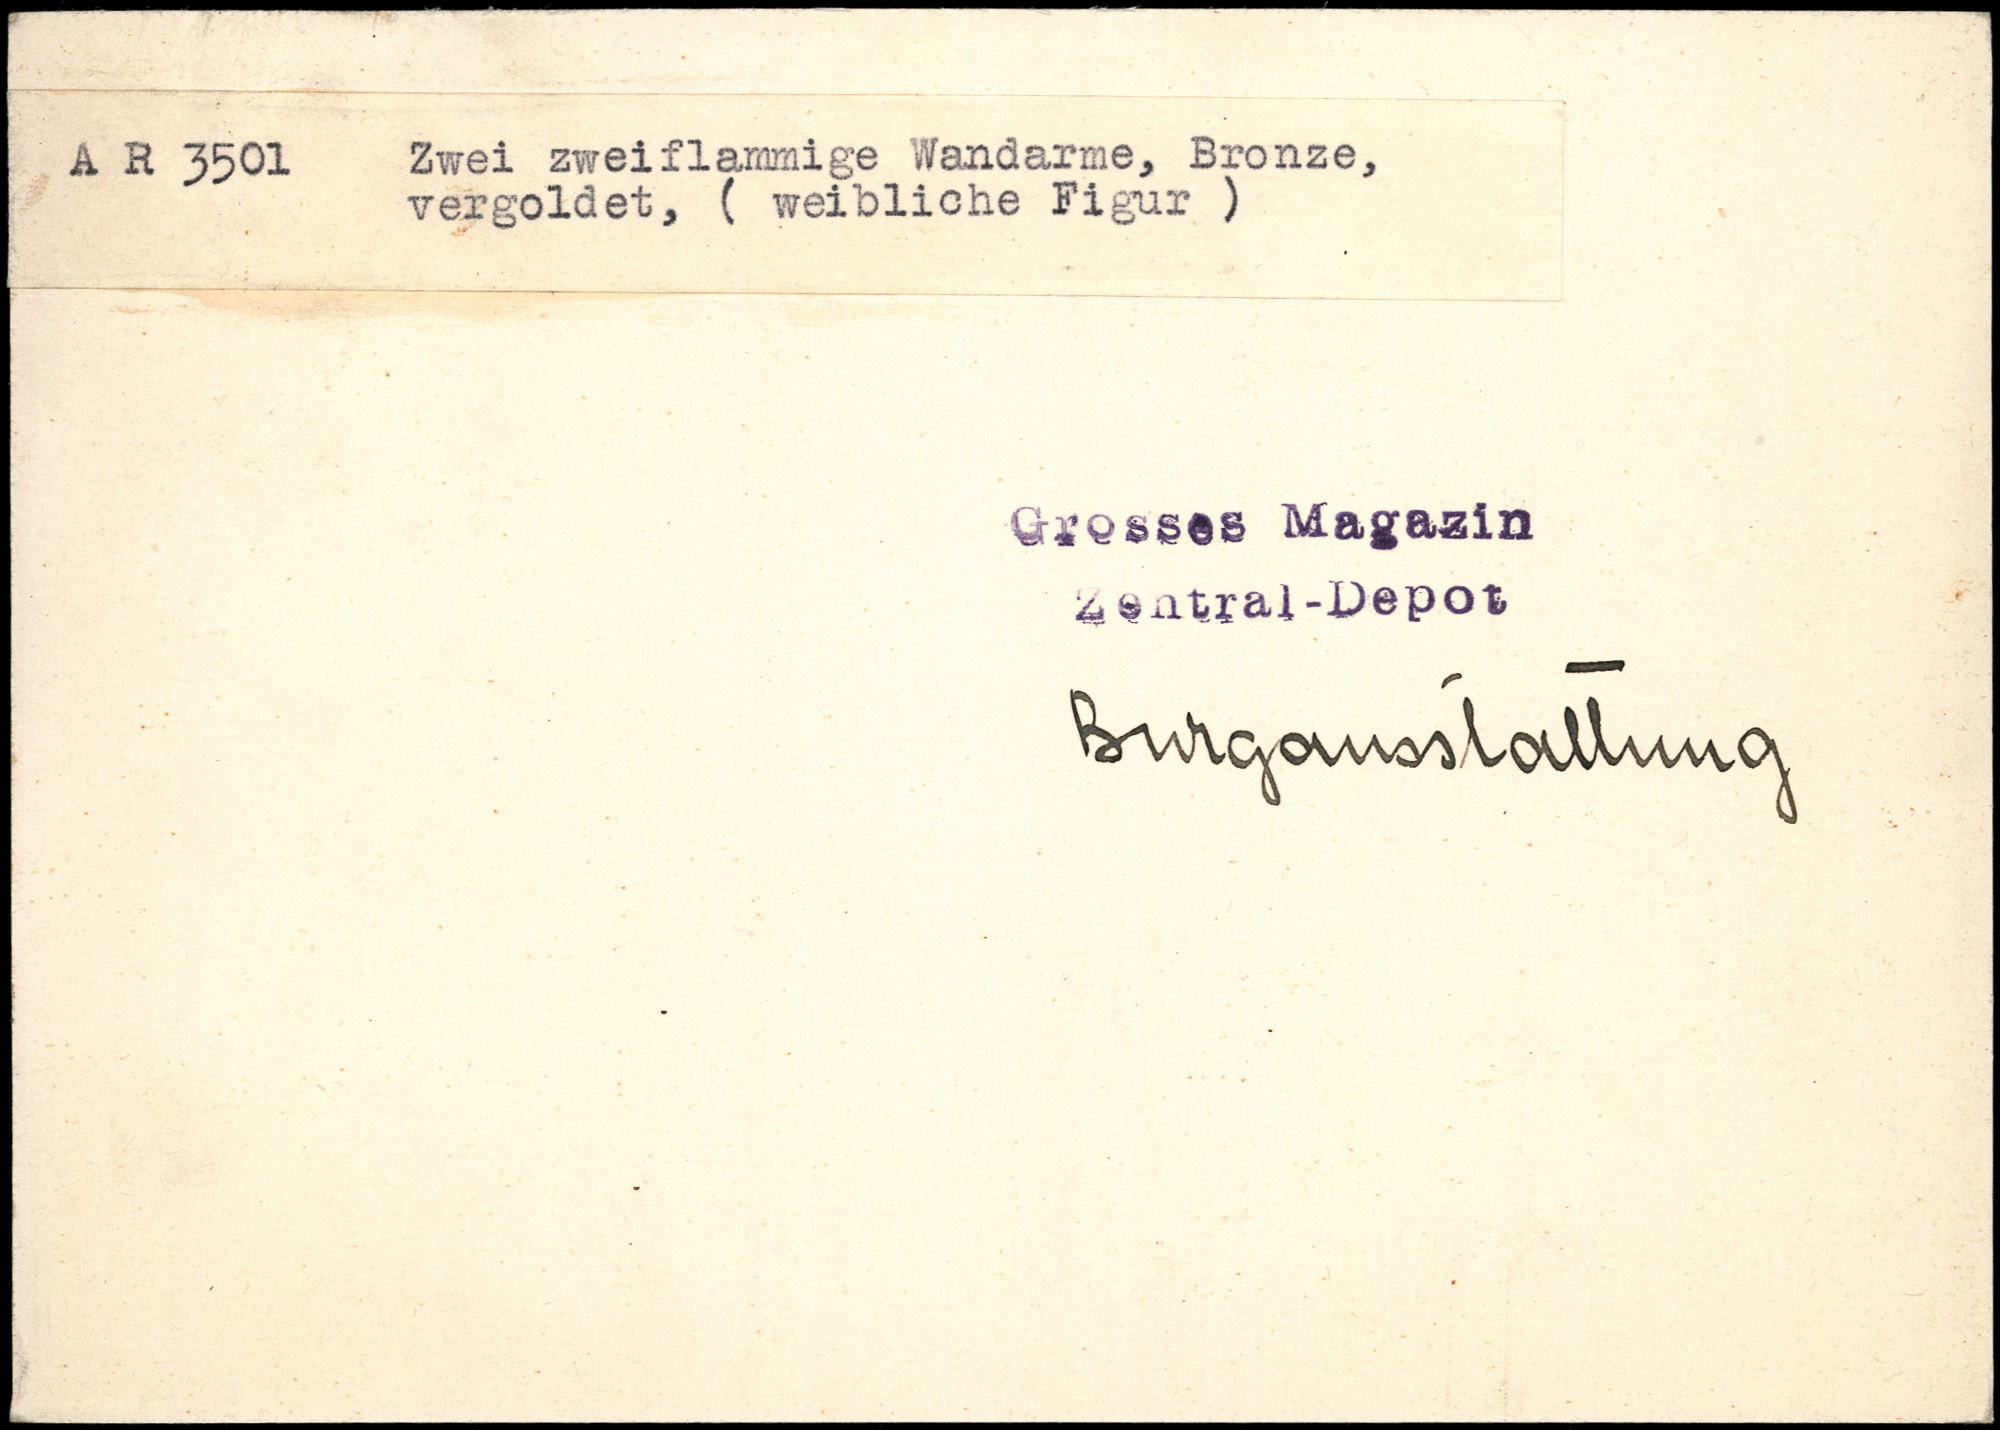 A R 3501 Zwei zweiflammige Wandarme, Bronze,
vergoldet, ( weibliche Figur )
Grosses Magazin
Zentral-Depot
Burgausstattung